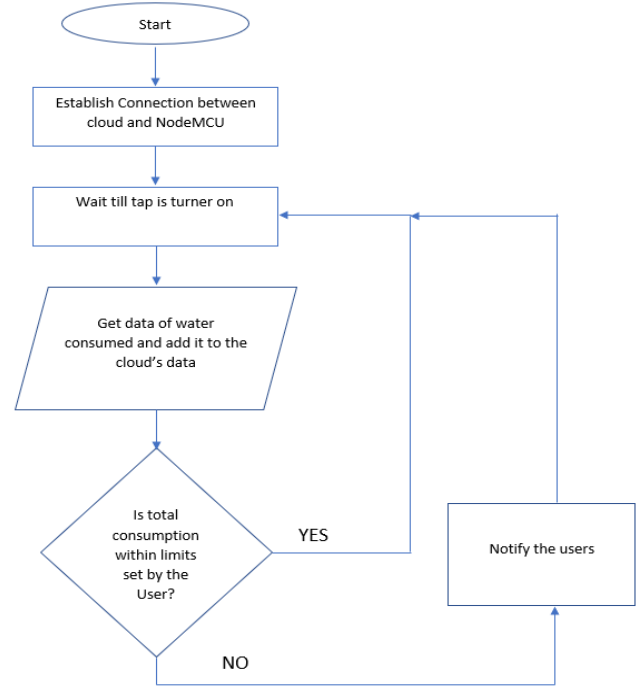 Start
Establish Connection between
cloud and NodeMCU
Wait till tap is turner on
Get data of water
consumed and add it to the
cloud's data
Is total
consumption
within limits
set by the
User?
YES
Notify the users
NO